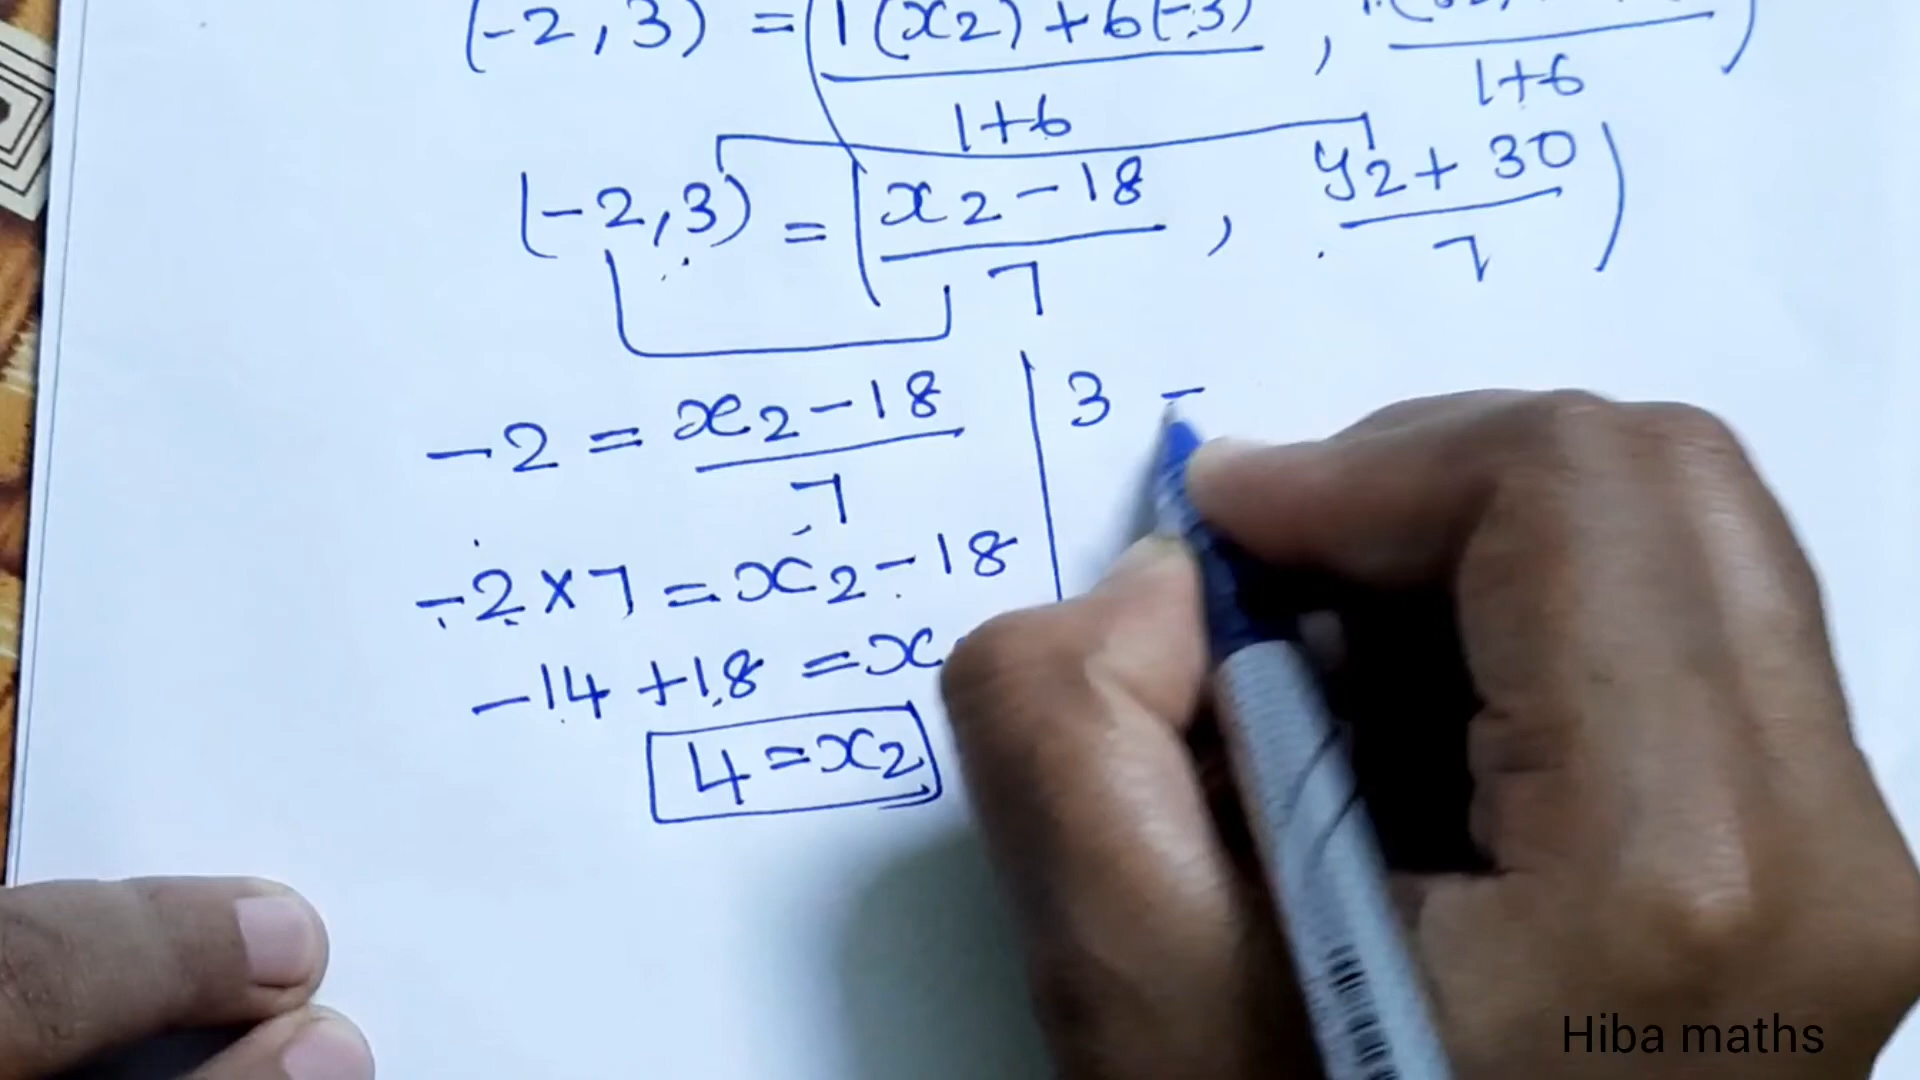 (-2, 3) = (1(x2) + 6(-3) / 1+6 , / 1+6)
(-2, 3) = (x2 - 18 / 7 , y2 + 30 / 7)
-2 = x2 - 18 / 7
-2 × 7 = x2 - 18
-14 + 18 = x
4 = x2
3 -
Hiba maths